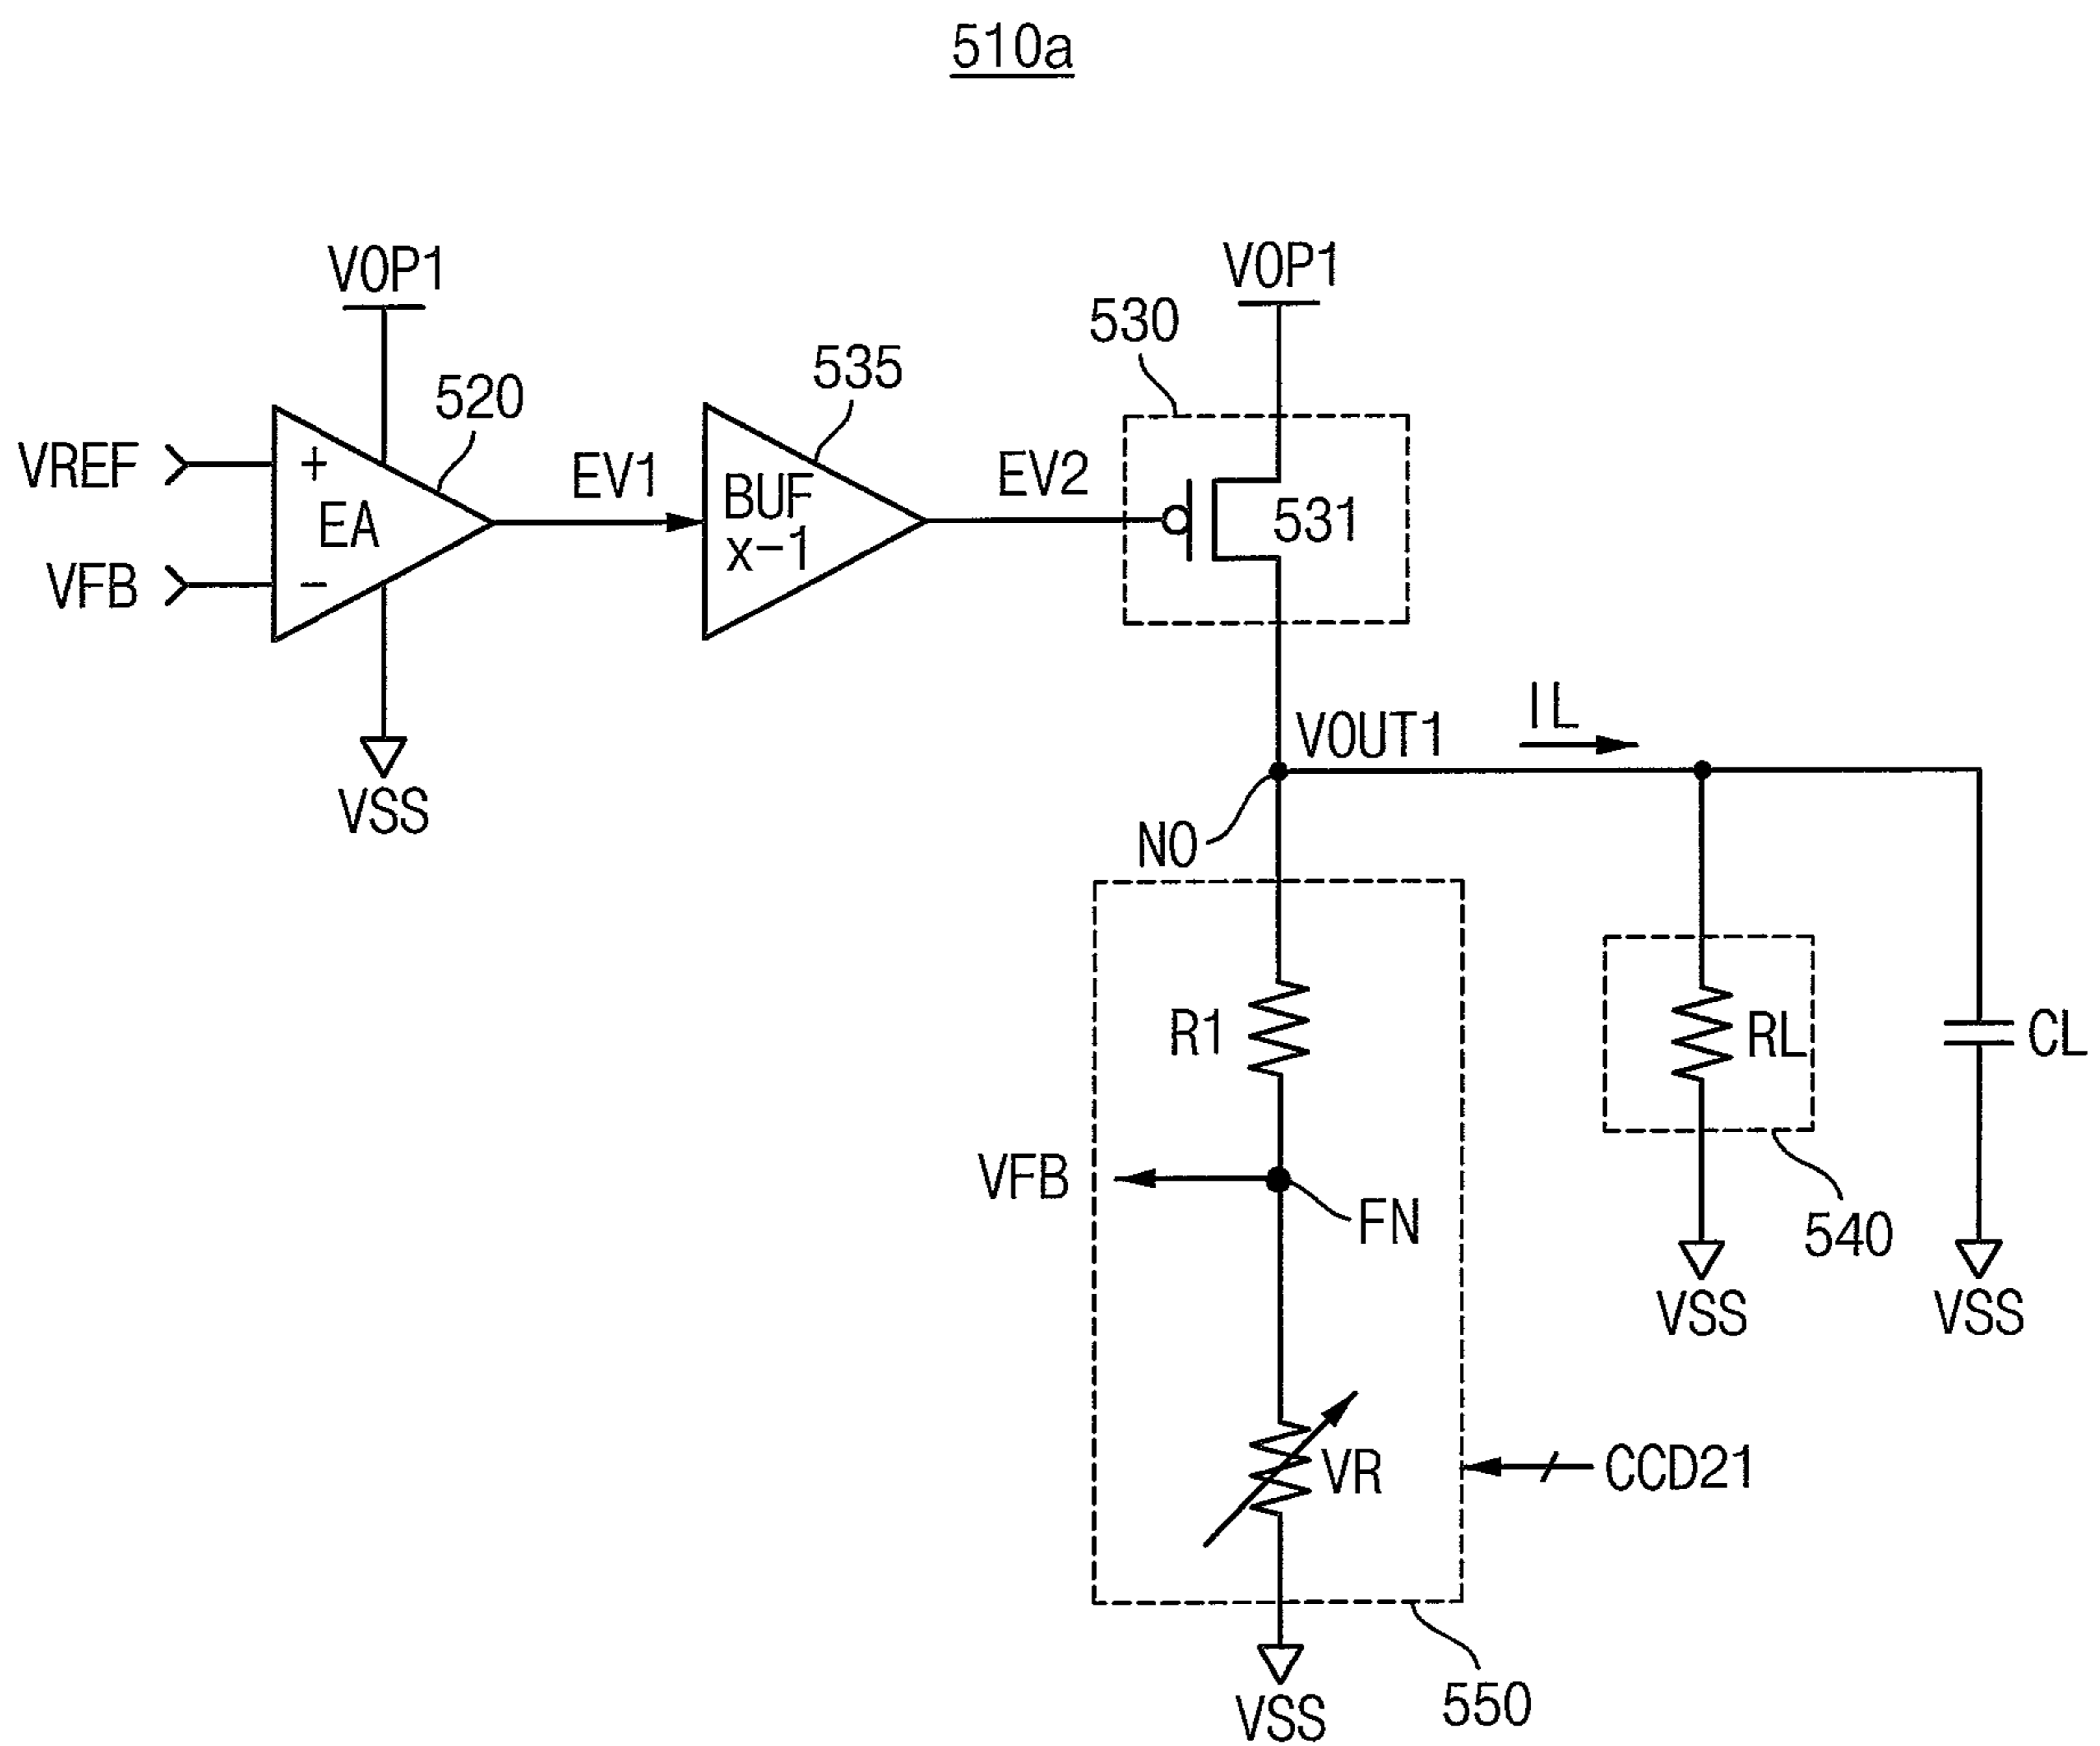 510a
VOP1
VOP1
530
535
520
VREF
+
EV1
EV2
BUF
x-1
EA
531
VFB
-
IL
VOUT1
VSS
NO
R1
RL
CL
VFB
FN
540
VSS
VSS
VR
CCD21
550
VSS